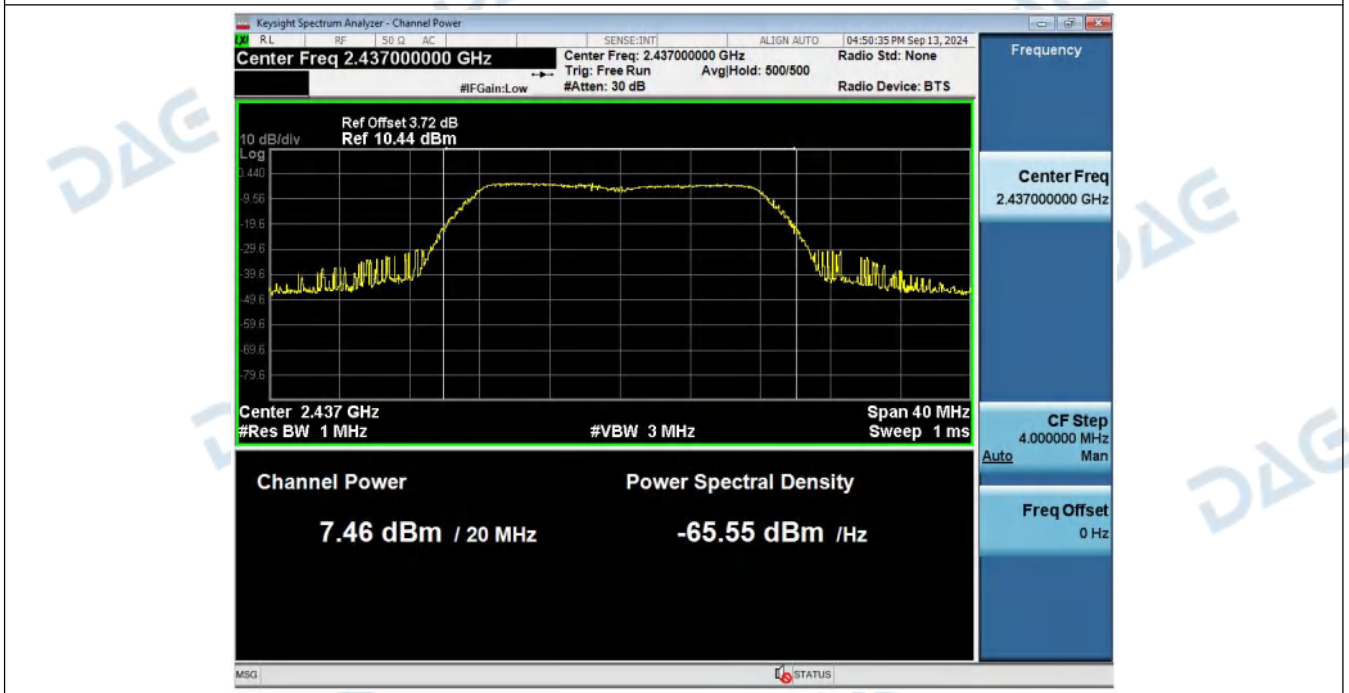 Keysight Spectrum Analyzer - Channel Power
LXI RL RF 50 Ω AC SENSE:INT ALIGN AUTO 04:50:35 PM Sep 13, 2024
Center Freq 2.437000000 GHz
Center Freq: 2.437000000 GHz Radio Std: None
Trig: Free Run Avg|Hold: 500/500
#IFGain:Low #Atten: 30 dB Radio Device: BTS
Ref Offset 3.72 dB
10 dB/div Ref 10.44 dBm
Log
0.440
-9.56
-19.6
-29.6
-39.6
-49.6
-59.6
-69.6
-79.6
Center 2.437 GHz Span 40 MHz
#Res BW 1 MHz #VBW 3 MHz Sweep 1 ms
Channel Power Power Spectral Density
7.46 dBm / 20 MHz -65.55 dBm /Hz
MSG STATUS
Frequency
Center Freq
2.437000000 GHz
CF Step
4.000000 MHz
Auto Man
Freq Offset
0 Hz
DAG
DAG
DAG